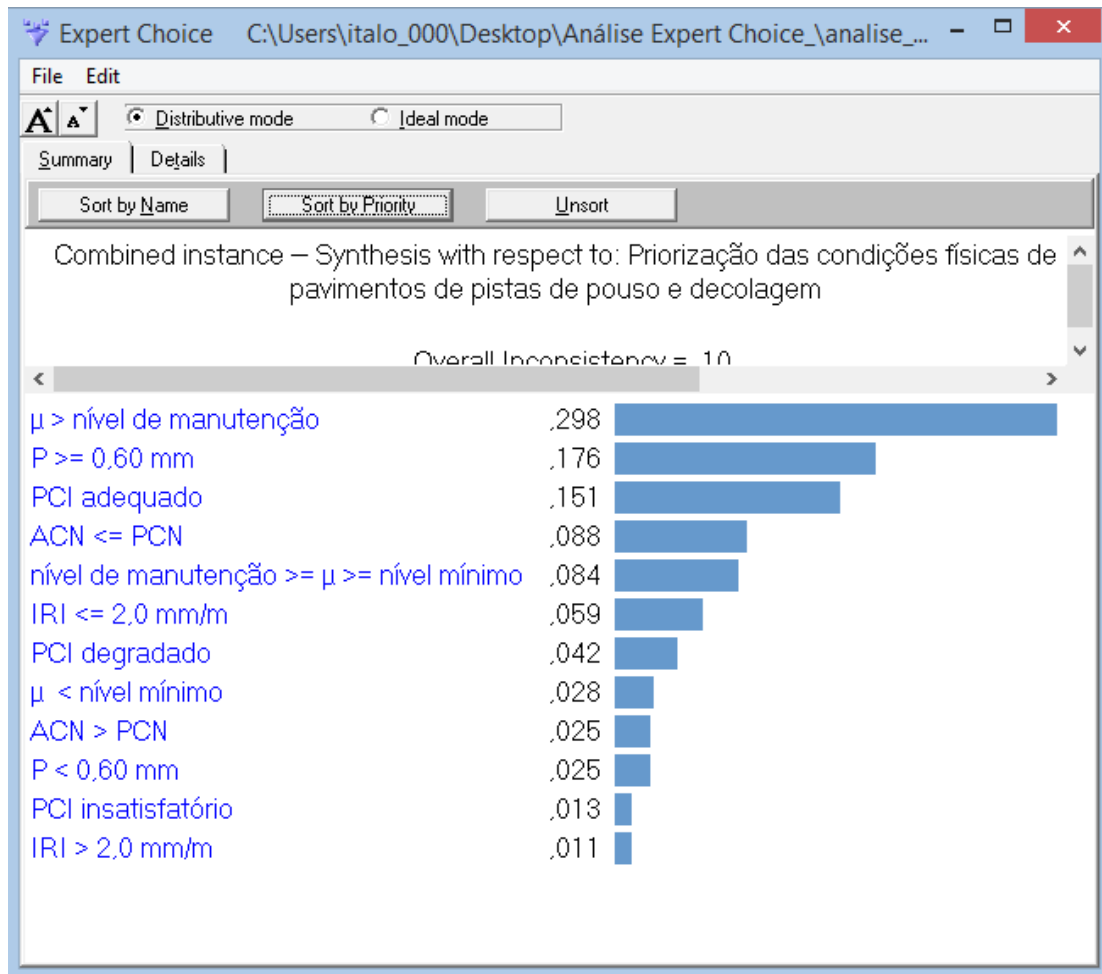 Expert Choice C:\Users\italo_000\Desktop\Análise Expert Choice_\analise_...
File Edit
A A Distributive mode Ideal mode
Summary Details
Sort by Name Sort by Priority Unsort
Combined instance -- Synthesis with respect to: Priorização das condições físicas de
pavimentos de pistas de pouso e decolagem
Overall Inconsistency = ,10
µ > nível de manutenção ,298
P >= 0,60 mm ,176
PCI adequado ,151
ACN <= PCN ,088
nível de manutenção >= µ >= nível mínimo ,084
IRI <= 2,0 mm/m ,059
PCI degradado ,042
µ < nível mínimo ,028
ACN > PCN ,025
P < 0,60 mm ,025
PCI insatisfatório ,013
IRI > 2,0 mm/m ,011